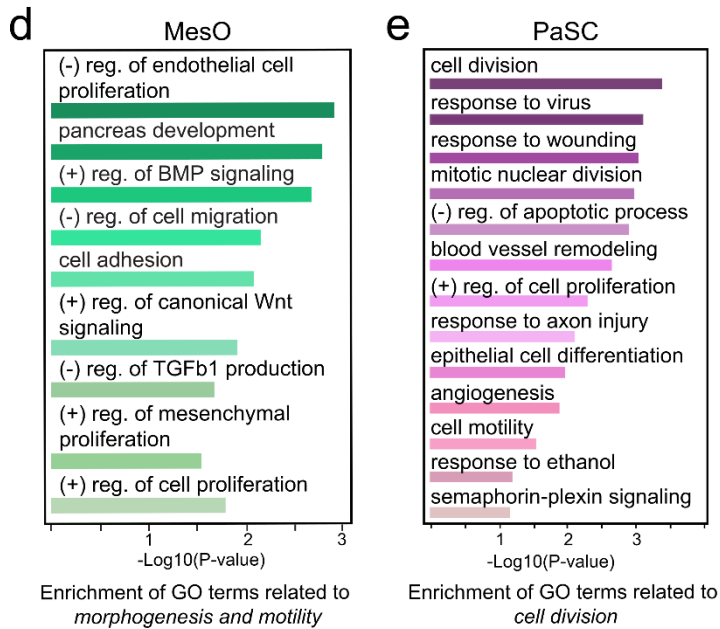 d
MesO
(-) reg. of endothelial cell
proliferation
pancreas development
(+) reg. of BMP signaling
(-) reg. of cell migration
cell adhesion
(+) reg. of canonical Wnt
signaling
(-) reg. of TGFb1 production
(+) reg. of mesenchymal
proliferation
(+) reg. of cell proliferation
1 2 3
-Log10(P-value)
Enrichment of GO terms related to
morphogenesis and motility
e
PaSC
cell division
response to virus
response to wounding
mitotic nuclear division
(-) reg. of apoptotic process
blood vessel remodeling
(+) reg. of cell proliferation
response to axon injury
epithelial cell differentiation
angiogenesis
cell motility
response to ethanol
semaphorin-plexin signaling
1 2 3
-Log10(P-value)
Enrichment of GO terms related to
cell division